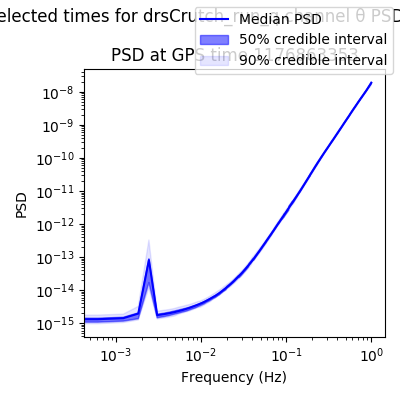 elected times for drsCrutch_run_g channel θ PSD
Median PSD
50% credible interval
90% credible interval
PSD at GPS time 1176863353
PSD
10⁻⁸
10⁻⁹
10⁻¹⁰
10⁻¹¹
10⁻¹²
10⁻¹³
10⁻¹⁴
10⁻¹⁵
10⁻³
10⁻²
10⁻¹
10⁰
Frequency (Hz)